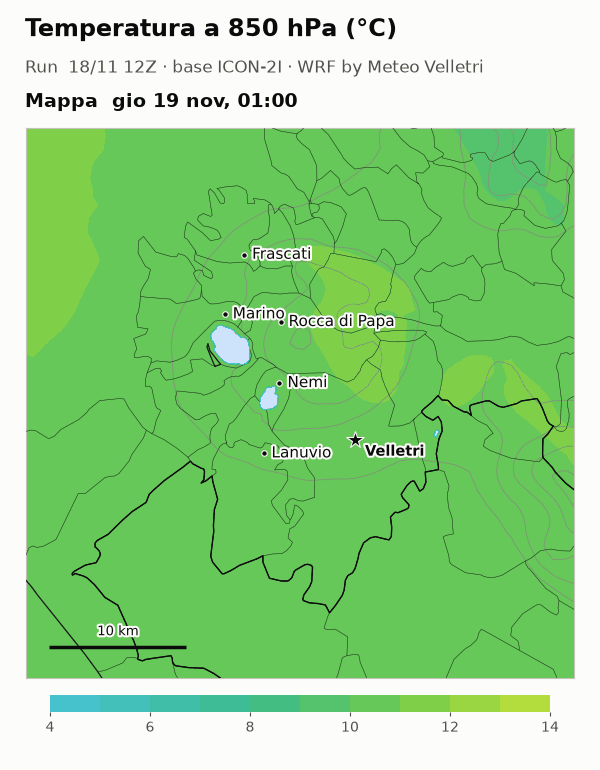 Temperatura a 850 hPa (°C)
Run  18/11 12Z · base ICON-2I · WRF by Meteo Velletri
Mappa  gio 19 nov, 01:00
Frascati
Marino
Rocca di Papa
Nemi
Velletri
Lanuvio
10 km
4 6 8 10 12 14